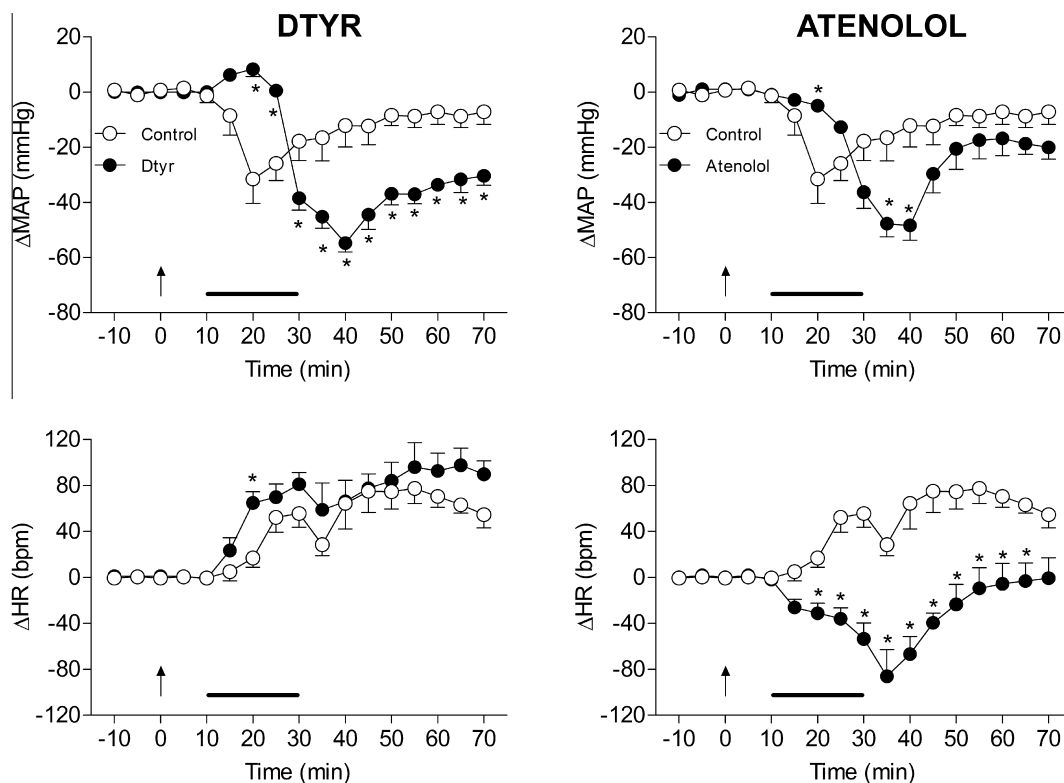 DTYR
20
0
-20
-40
-60
-80
ΔMAP (mmHg)
Control
Dtyr
* * * * * * * * * * *
-10 0 10 20 30 40 50 60 70
Time (min)
ATENOLOL
20
0
-20
-40
-60
-80
ΔMAP (mmHg)
Control
Atenolol
* * *
-10 0 10 20 30 40 50 60 70
Time (min)
120
80
40
0
-40
-80
-120
ΔHR (bpm)
*
-10 0 10 20 30 40 50 60 70
Time (min)
120
80
40
0
-40
-80
-120
ΔHR (bpm)
* * * * * * * * * *
-10 0 10 20 30 40 50 60 70
Time (min)